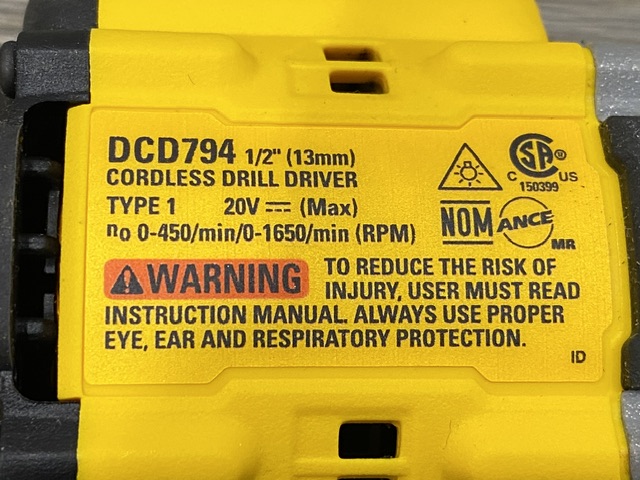 DCD794 1/2" (13mm)
CORDLESS DRILL DRIVER
TYPE 1 20V ⎓ (Max)
no 0-450/min/0-1650/min (RPM)
CSA ®
C US
150399
NOM ANCE
MR
WARNING TO REDUCE THE RISK OF
INJURY, USER MUST READ
INSTRUCTION MANUAL. ALWAYS USE PROPER
EYE, EAR AND RESPIRATORY PROTECTION.
ID